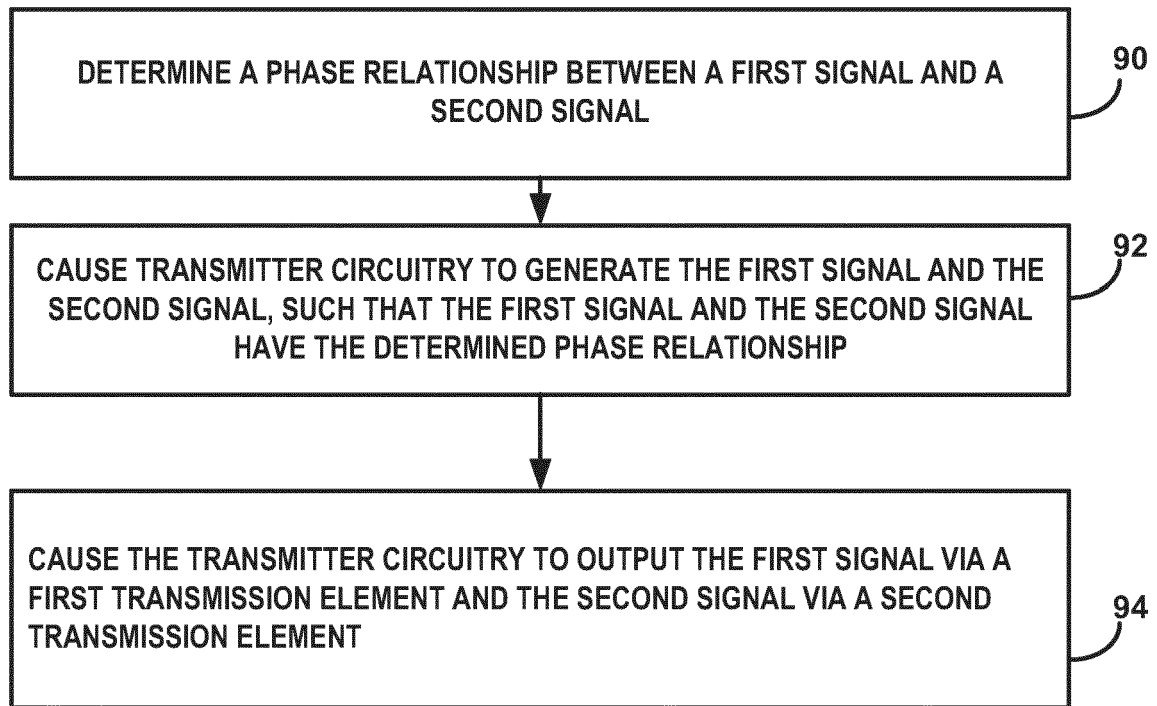 DETERMINE A PHASE RELATIONSHIP BETWEEN A FIRST SIGNAL AND A
SECOND SIGNAL
90
CAUSE TRANSMITTER CIRCUITRY TO GENERATE THE FIRST SIGNAL AND THE
SECOND SIGNAL, SUCH THAT THE FIRST SIGNAL AND THE SECOND SIGNAL
HAVE THE DETERMINED PHASE RELATIONSHIP
92
CAUSE THE TRANSMITTER CIRCUITRY TO OUTPUT THE FIRST SIGNAL VIA A
FIRST TRANSMISSION ELEMENT AND THE SECOND SIGNAL VIA A SECOND
TRANSMISSION ELEMENT
94